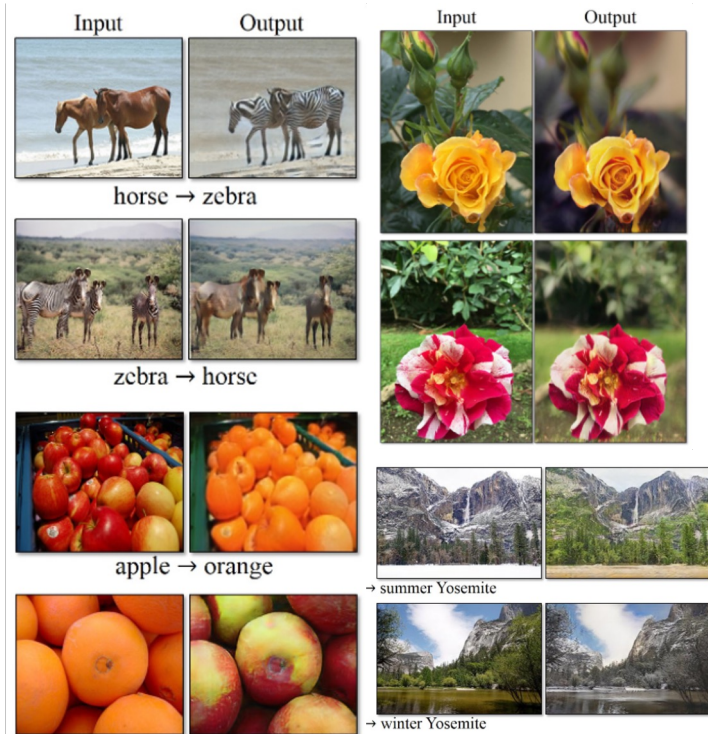 Input Output
horse → zebra
zebra → horse
apple → orange
Input Output
→ summer Yosemite
→ winter Yosemite